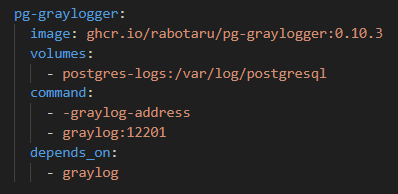 pg-graylogger:
  image: ghcr.io/rabotaru/pg-graylogger:0.10.3
  volumes:
    - postgres-logs:/var/log/postgresql
  command:
    - -graylog-address
    - graylog:12201
  depends_on:
    - graylog